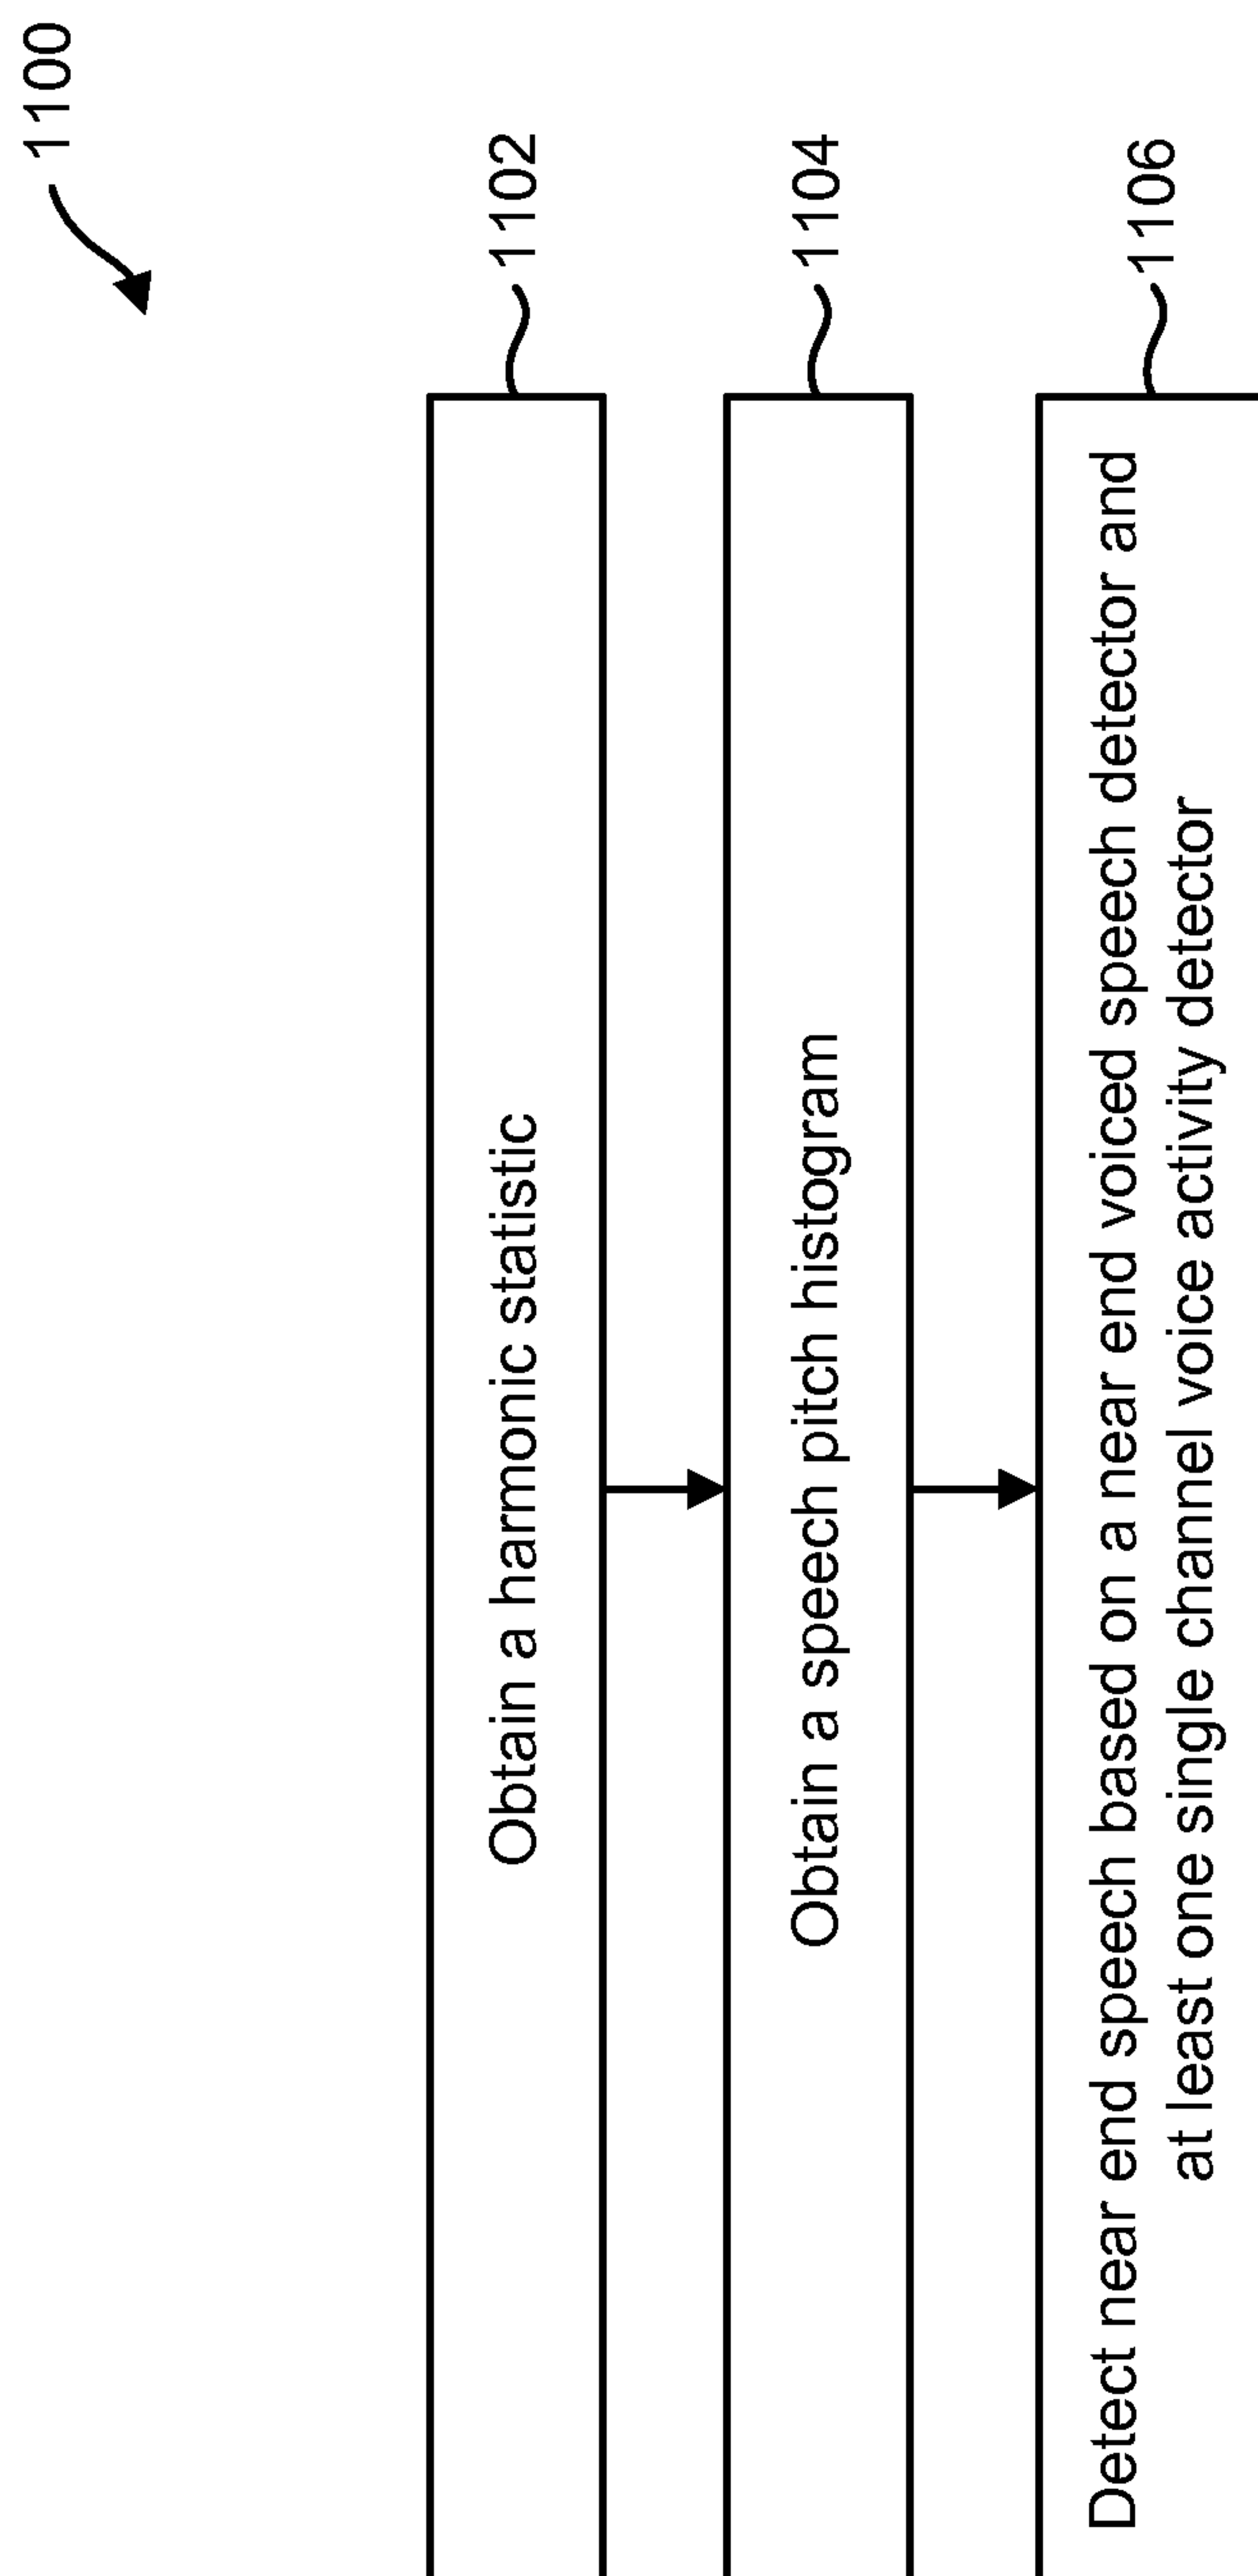 1100
Obtain a harmonic statistic
1102
Obtain a speech pitch histogram
1104
Detect near end speech based on a near end voiced speech detector and
at least one single channel voice activity detector
1106